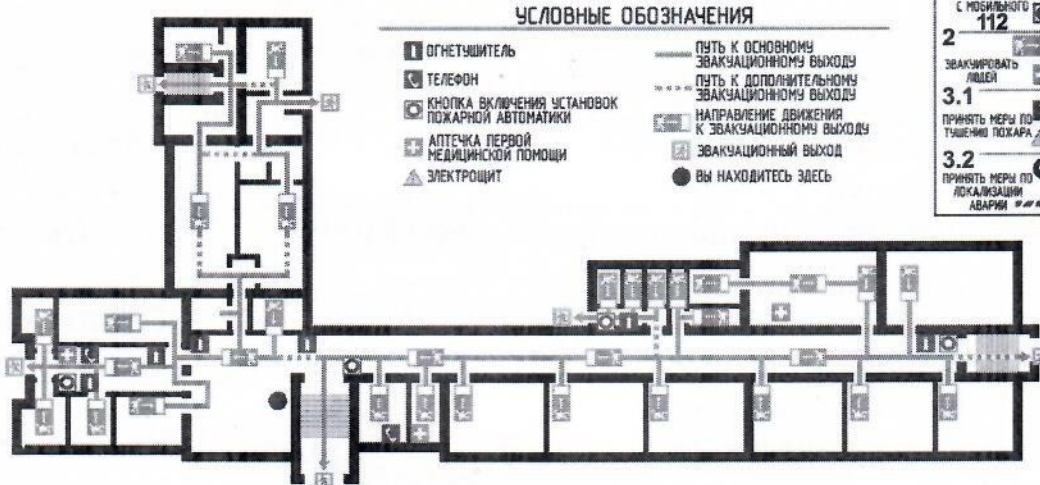 УСЛОВНЫЕ ОБОЗНАЧЕНИЯ
ОГНЕТУШИТЕЛЬ
ТЕЛЕФОН
КНОПКА ВКЛЮЧЕНИЯ УСТАНОВОК
ПОЖАРНОЙ АВТОМАТИКИ
АПТЕЧКА ПЕРВОЙ
МЕДИЦИНСКОЙ ПОМОЩИ
ЭЛЕКТРОЩИТ
ПУТЬ К ОСНОВНОМУ
ЭВАКУАЦИОННОМУ ВЫХОДУ
ПУТЬ К ДОПОЛНИТЕЛЬНОМУ
ЭВАКУАЦИОННОМУ ВЫХОДУ
НАПРАВЛЕНИЕ ДВИЖЕНИЯ
К ЭВАКУАЦИОННОМУ ВЫХОДУ
ЭВАКУАЦИОННЫЙ ВЫХОД
ВЫ НАХОДИТЕСЬ ЗДЕСЬ
С МОБИЛЬНОГО
112
2
ЭВАКУИРОВАТЬ
ЛЮДЕЙ
3.1
ПРИНЯТЬ МЕРЫ ПО
ТУШЕНИЮ ПОЖАРА
3.2
ПРИНЯТЬ МЕРЫ ПО
ЛОКАЛИЗАЦИИ
АВАРИИ